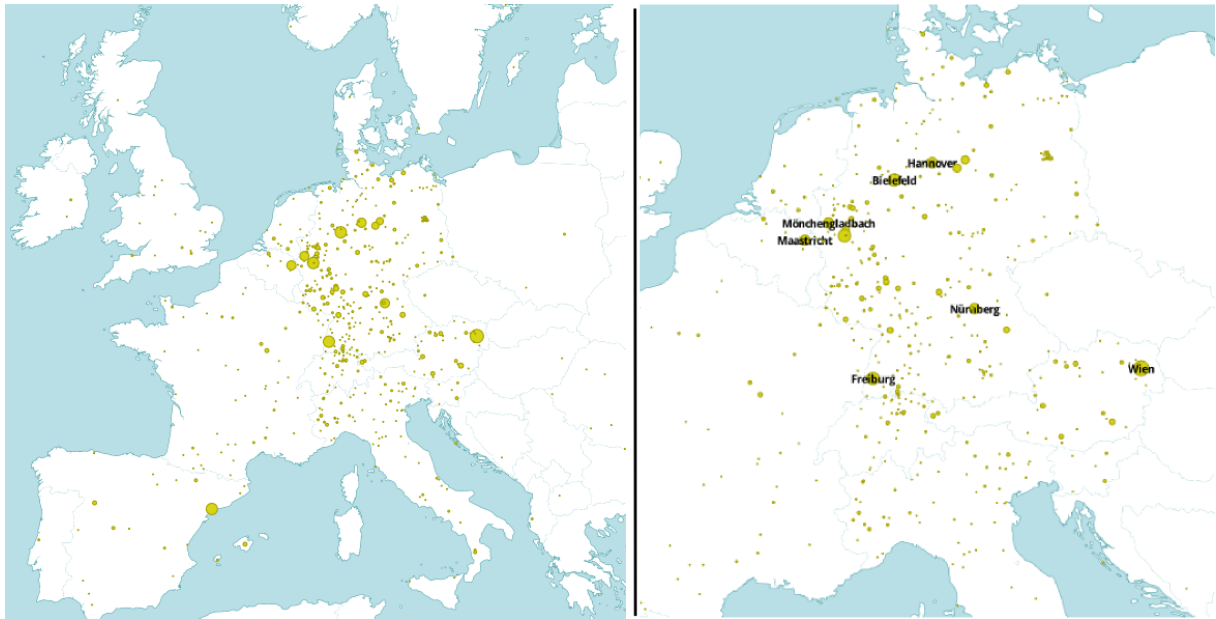 Hannover
Bielefeld
Mönchengladbach
Maastricht
Nürnberg
Freiburg
Wien